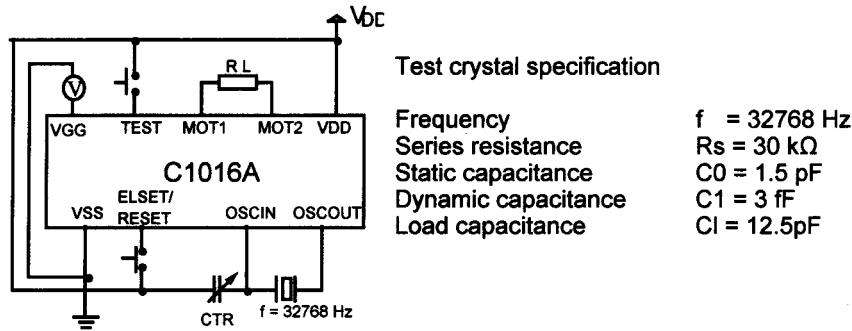 VDD
R L
V
VGG TEST MOT1 MOT2 VDD
C1016A
ELSET/
VSS RESET OSCIN OSCOUT
CTR f = 32768 Hz
Test crystal specification
Frequency f = 32768 Hz
Series resistance Rs = 30 kΩ
Static capacitance C0 = 1.5 pF
Dynamic capacitance C1 = 3 fF
Load capacitance Cl = 12.5pF